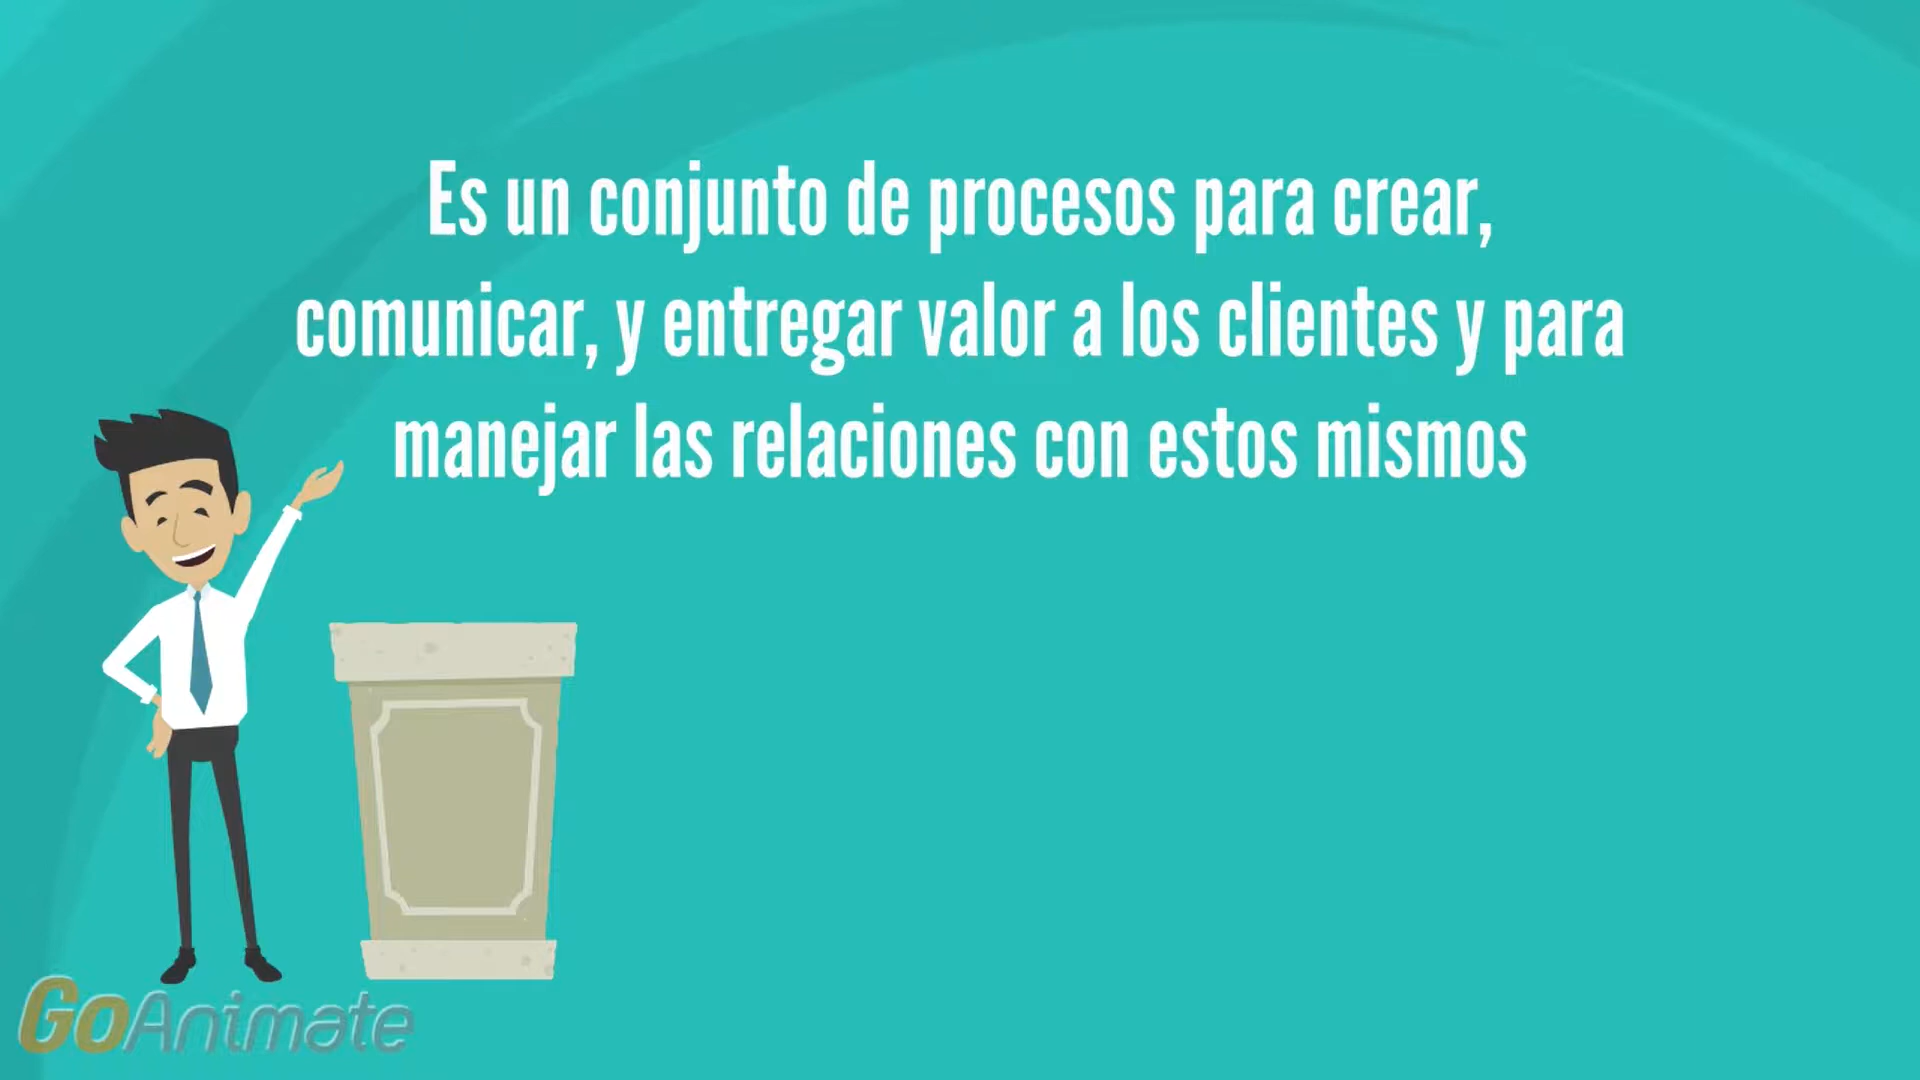 Es un conjunto de procesos para crear,
comunicar, y entregar valor a los clientes y para
manejar las relaciones con estos mismos
GoAnimate